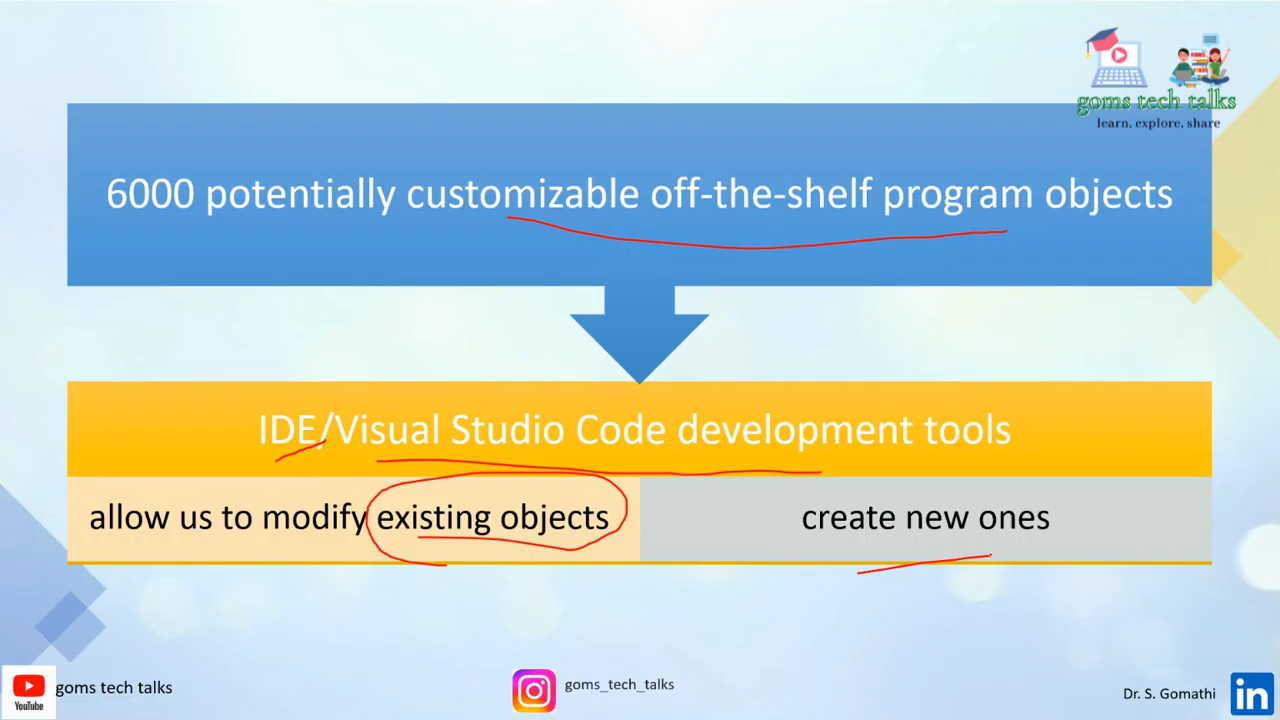 goms tech talks
learn, explore, share
6000 potentially customizable off-the-shelf program objects
IDE/Visual Studio Code development tools
allow us to modify existing objects
create new ones
YouTube
goms tech talks
goms_tech_talks
Dr. S. Gomathi
in